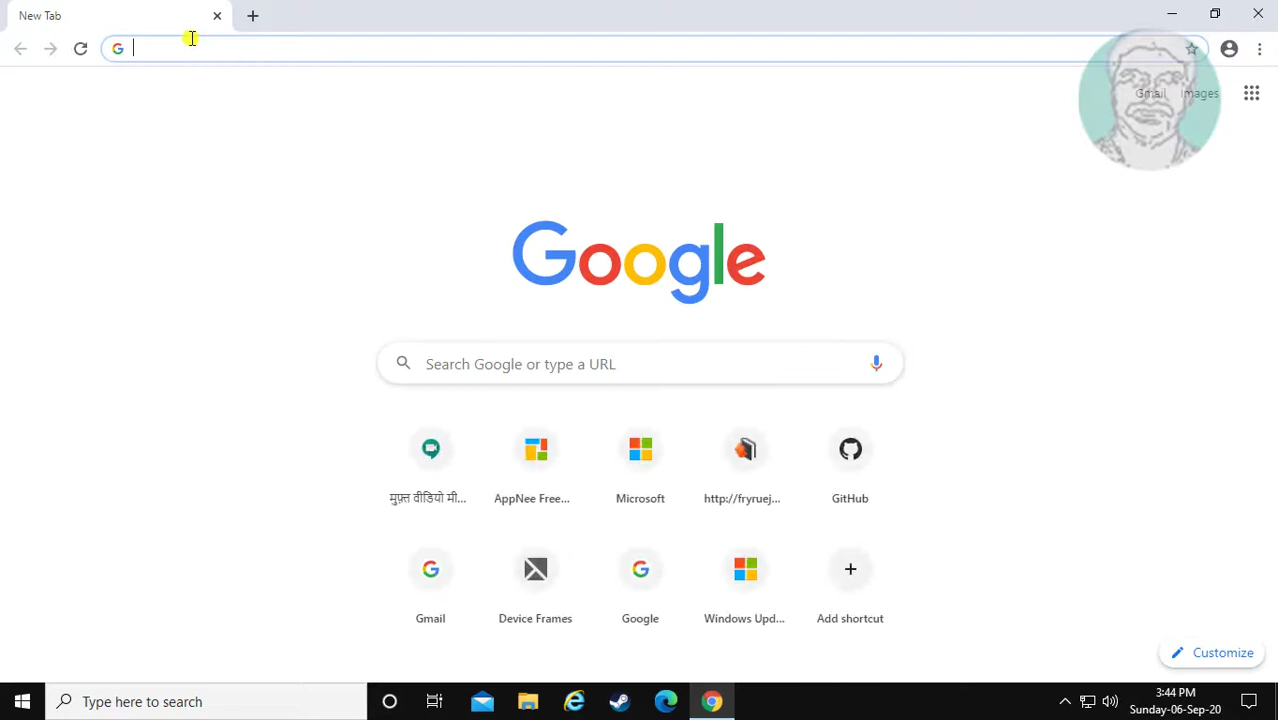 New Tab
Gmail Images
Google
Search Google or type a URL
मुफ़्त वीडियो मी... AppNee Free... Microsoft http://fryruej... GitHub
Gmail Device Frames Google Windows Upd... Add shortcut
Customize
Type here to search
3:44 PM
Sunday-06-Sep-20